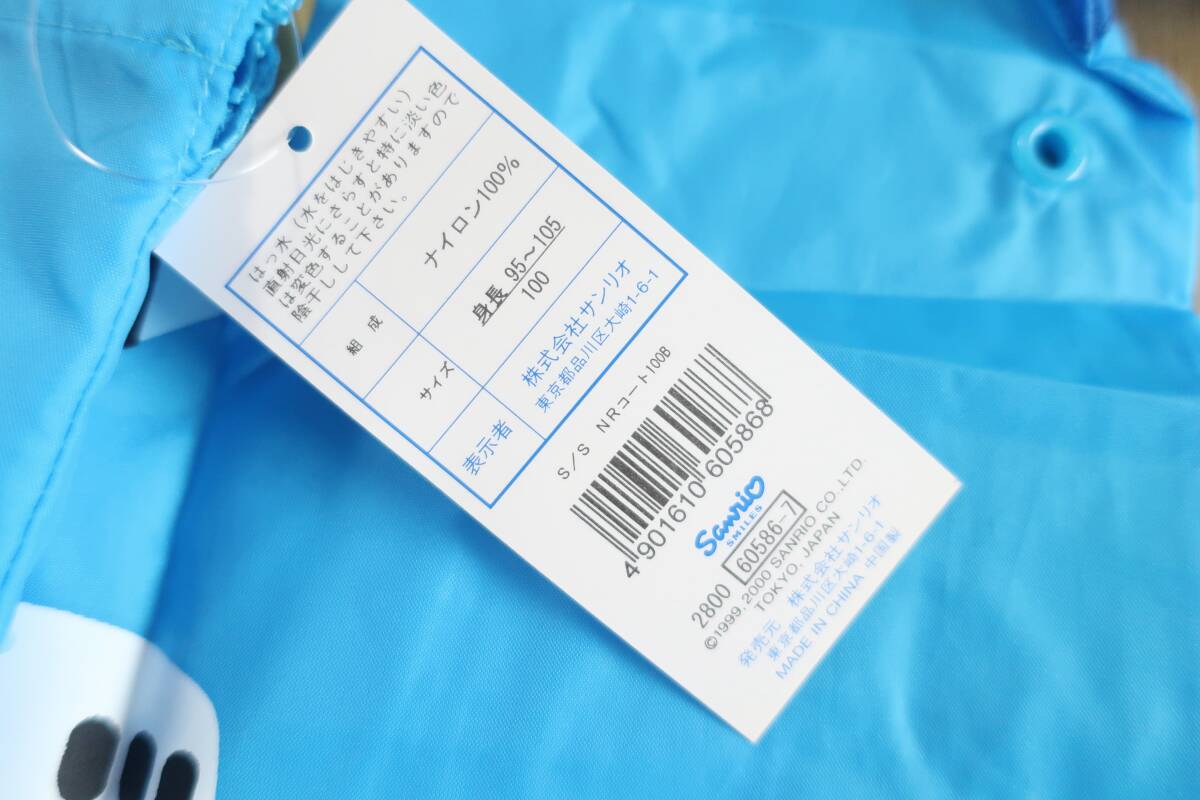 はっ水（水をはじきやすい）
直射日光にさらすと特に淡い色
は変色することがありますので
陰干しして下さい。
組成 ナイロン100%
サイズ 身長 95～105
100
表示者 株式会社サンリオ
東京都品川区大崎1-6-1
S/S NRコート100B
4 901610 605868
Sanrio
SMILES
2800 60586-7
©1999,2000 SANRIO CO.,LTD.
TOKYO, JAPAN
発売元 株式会社サンリオ
東京都品川区大崎1-6-1
MADE IN CHINA 中国製